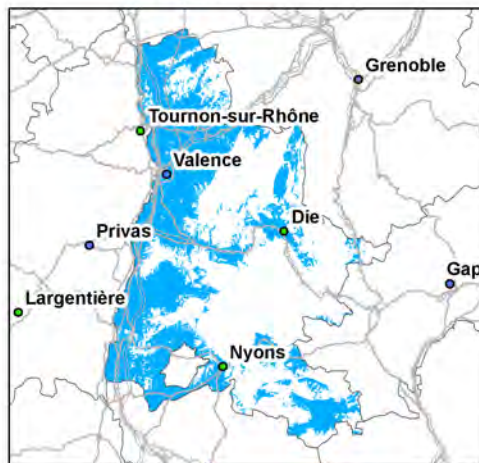 Grenoble
Tournon-sur-Rhône
Valence
Die
Privas
Gap
Largentière
Nyons